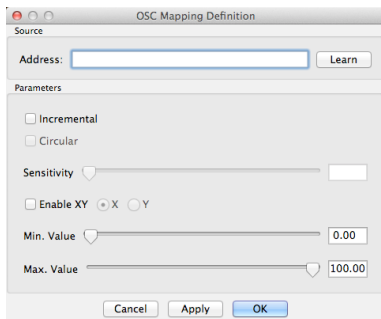 OSC Mapping Definition
Source
Address: Learn
Parameters
Incremental
Circular
Sensitivity
Enable XY X Y
Min. Value 0.00
Max. Value 100.00
Cancel Apply OK